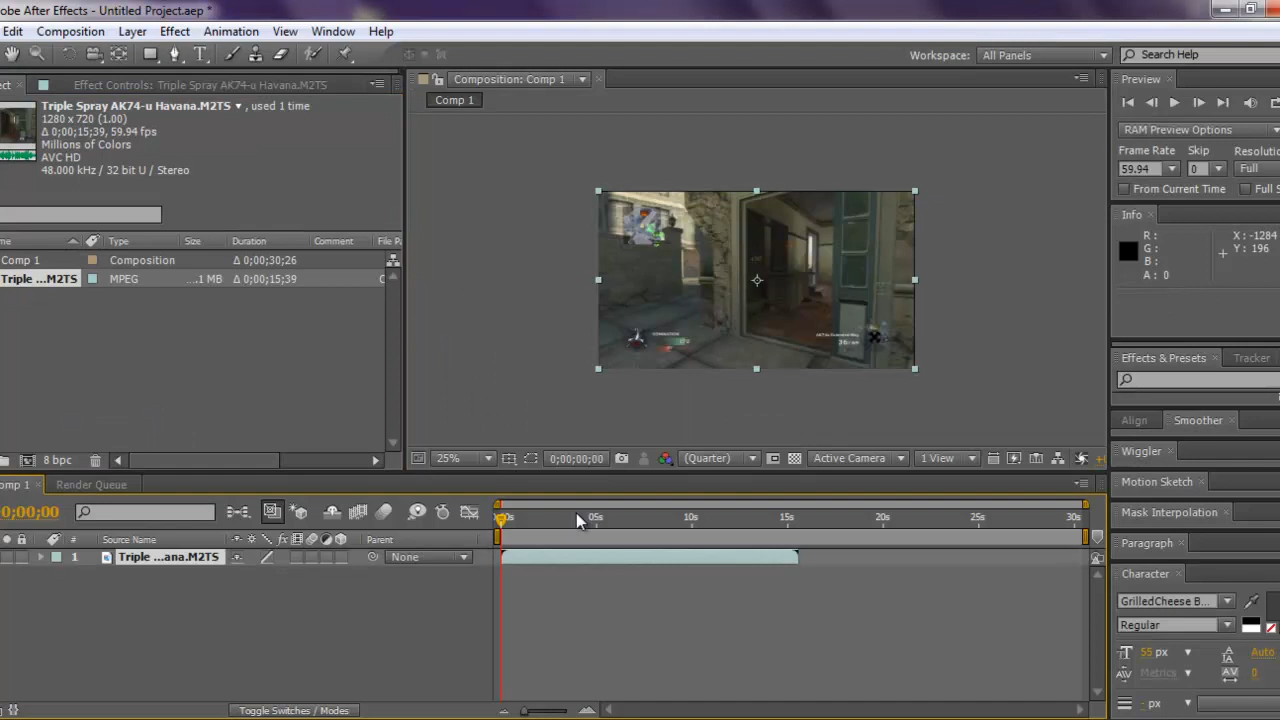 obe After Effects - Untitled Project.aep *
Edit Composition Layer Effect Animation View Window Help
Workspace: All Panels Search Help
ect × Effect Controls: Triple Spray AK74-u Havana.M2TS
Composition: Comp 1
Preview
Comp 1
Triple Spray AK74-u Havana.M2TS ▼ , used 1 time
1280 x 720 (1.00)
Δ 0;00;15;39, 59.94 fps
Millions of Colors
AVC HD
48.000 kHz / 32 bit U / Stereo
RAM Preview Options
Frame Rate Skip Resolutio
59.94 0 Full
From Current Time Full S
Info
R : X : -1284
G : Y : 196
B :
A : 0
me Type Size Duration Comment File Pa
Comp 1 Composition Δ 0;00;30;26
Triple ...M2TS MPEG ....1 MB Δ 0;00;15;39 C
Effects & Presets Tracker
Align Smoother
Wiggler
Motion Sketch
Mask Interpolation
Paragraph
Character
8 bpc
25% 0;00;00;00 (Quarter) Active Camera 1 View
omp 1 × Render Queue
0;00;00
00s 05s 10s 15s 20s 25s 30s
# Source Name Parent
1 Triple ...ana.M2TS None
GrilledCheese B...
Regular
55 px Auto
Metrics AV 0
- px
Toggle Switches / Modes